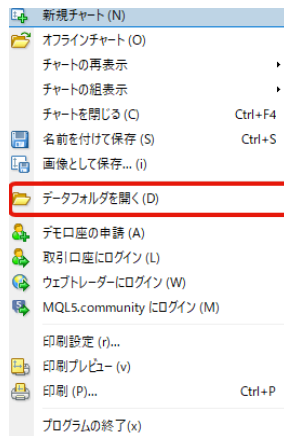 新規チャート (N)
オフラインチャート (O)
チャートの再表示
チャートの組表示
チャートを閉じる (C) Ctrl+F4
名前を付けて保存 (S) Ctrl+S
画像として保存... (i)
データフォルダを開く(D)
デモ口座の申請 (A)
取引口座にログイン (L)
ウェブトレーダーにログイン (W)
MQL5.community にログイン (M)
印刷設定 (r)...
印刷プレビュー (v)
印刷 (P)... Ctrl+P
プログラムの終了(x)